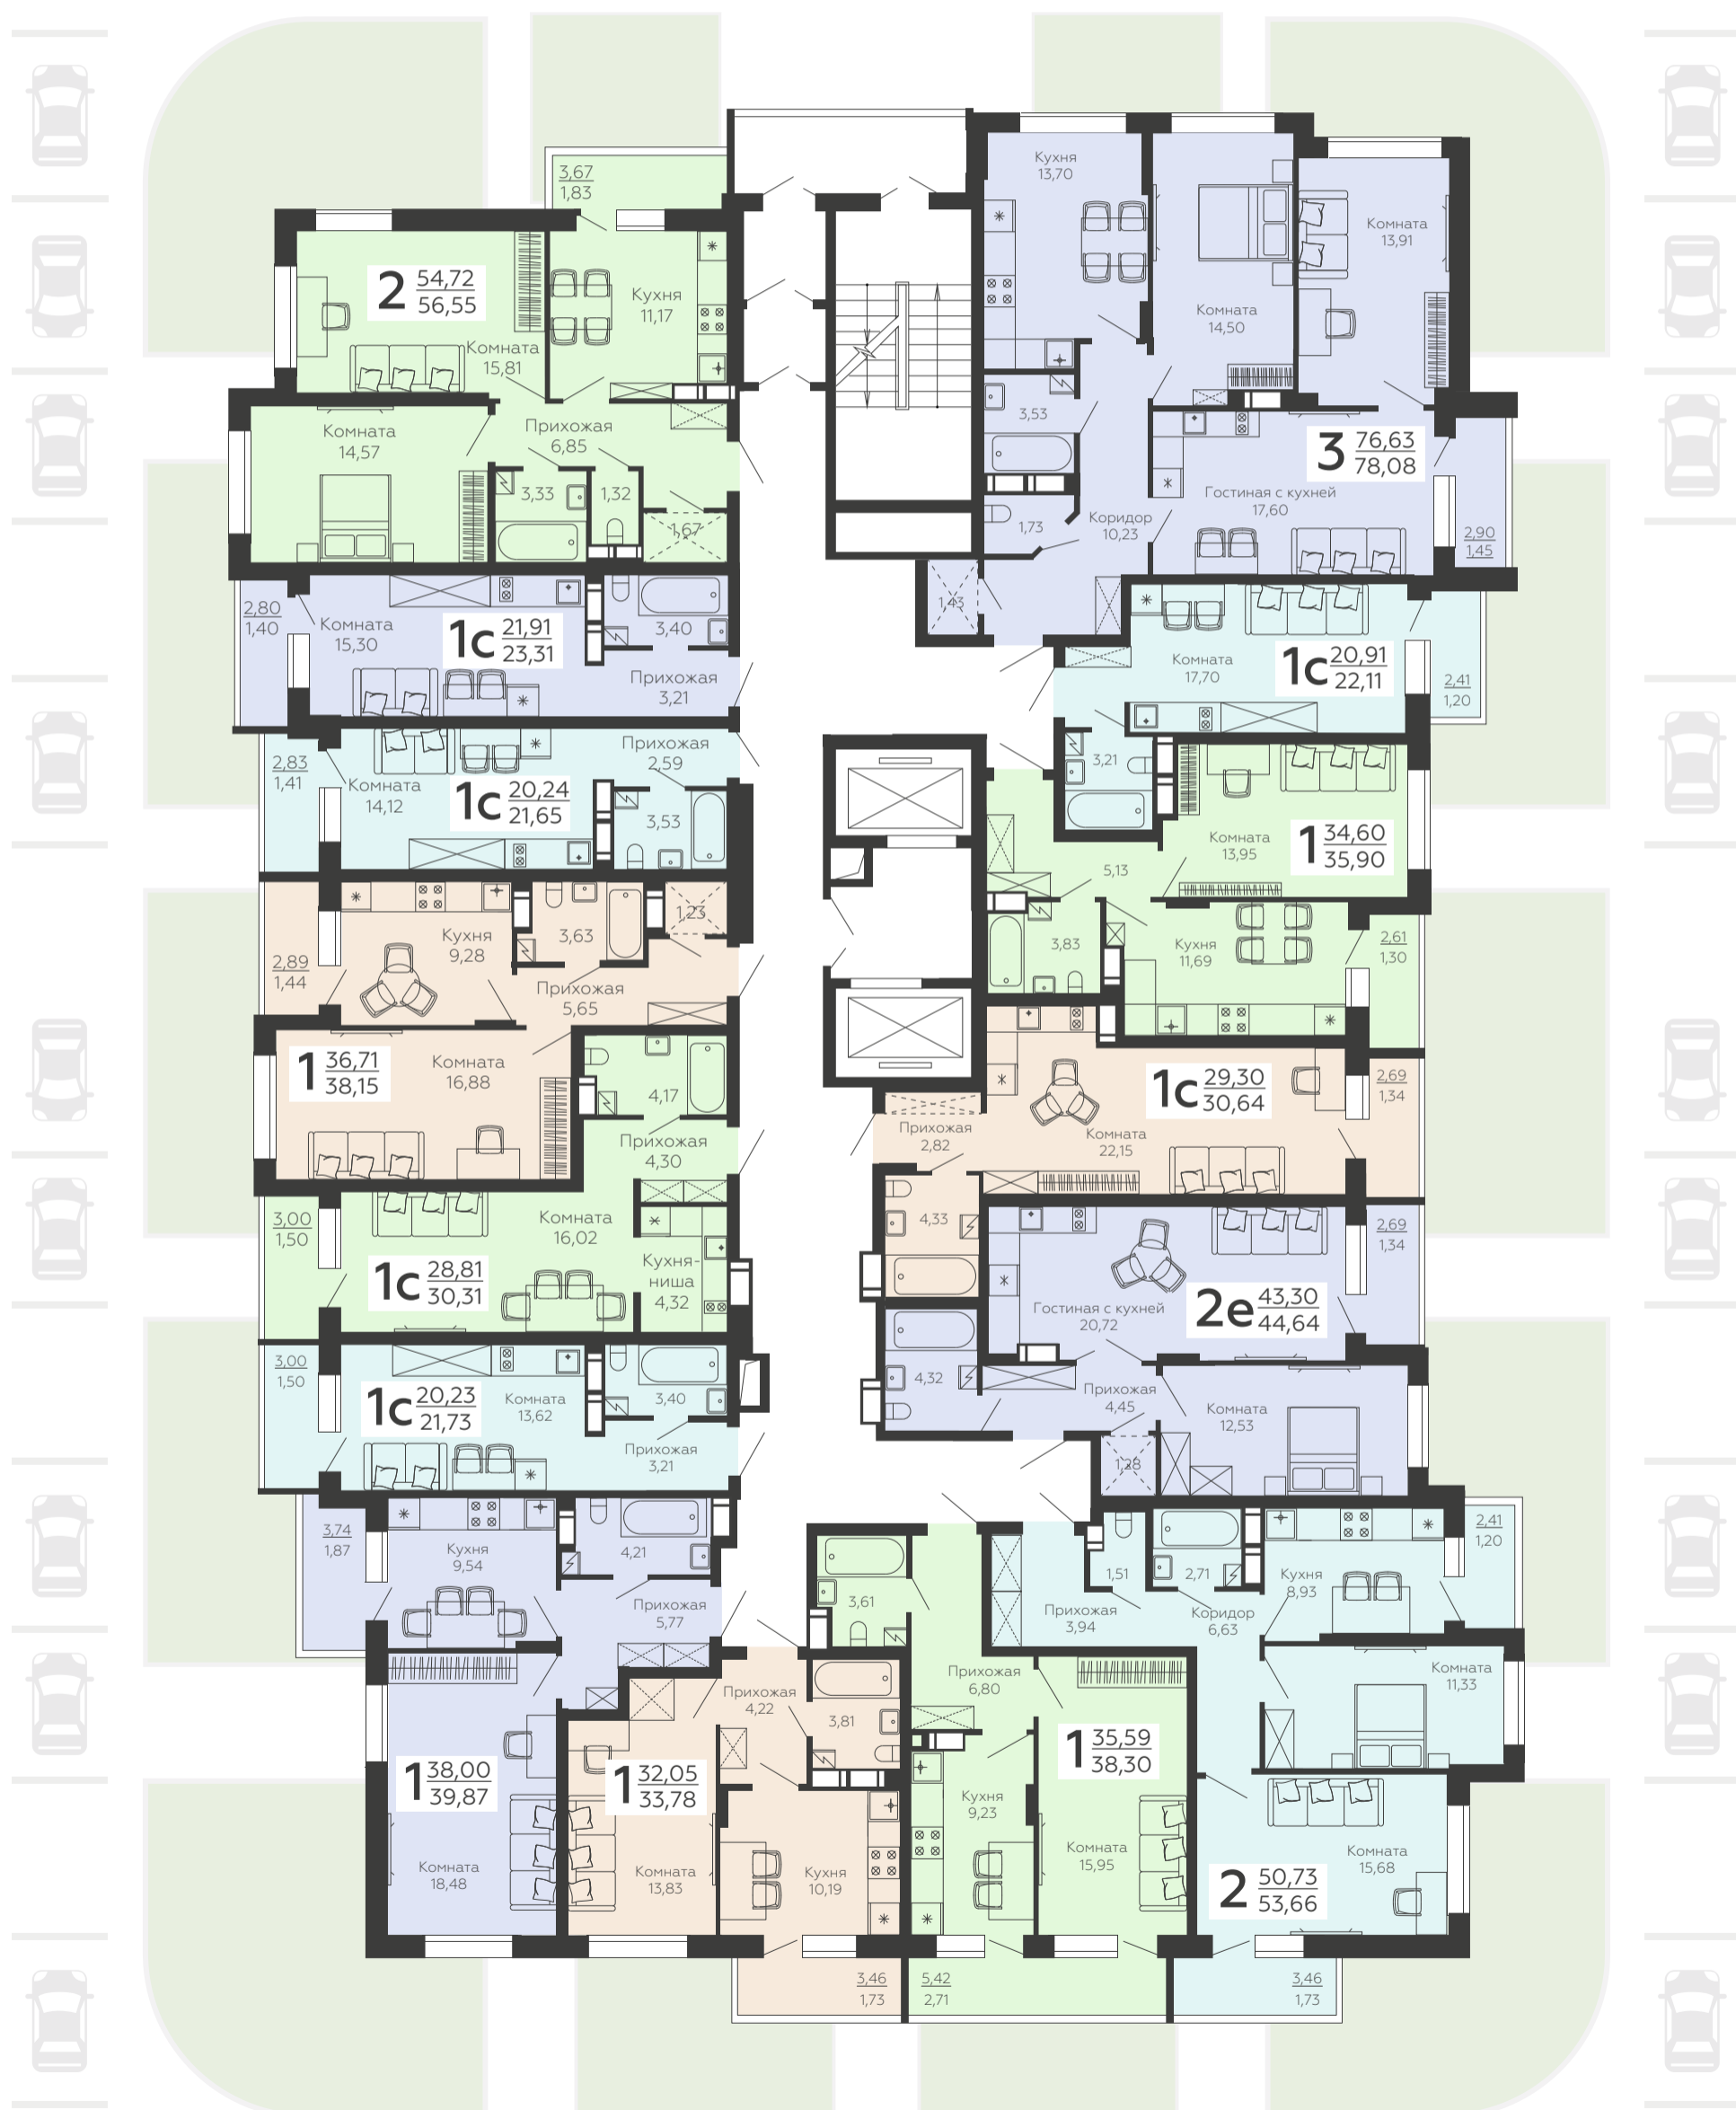 3,67
1,83
2 54,72
56,55
Кухня
11,17
Комната
15,81
Комната
14,57
Прихожая
6,85
3,33
1,32
1,67
Кухня
13,70
Комната
14,50
Комната
13,91
3,53
3 76,63
78,08
Гостиная с кухней
17,60
1,73
Коридор
10,23
2,90
1,45
1,43
2,80
1,40
Комната
15,30
1с 21,91
23,31
3,40
Прихожая
3,21
Комната
17,70
1с 20,91
22,11
2,41
1,20
3,21
2,83
1,41
Комната
14,12
1с 20,24
21,65
Прихожая
2,59
3,53
Комната
13,95
1 34,60
35,90
5,13
3,83
Кухня
11,69
2,61
1,30
2,89
1,44
Кухня
9,28
3,63
1,23
Прихожая
5,65
1 36,71
38,15
Комната
16,88
4,17
Прихожая
2,82
1с 29,30
30,64
Комната
22,15
2,69
1,34
4,33
Прихожая
4,30
3,00
1,50
Комната
16,02
1с 28,81
30,31
Кухня-
ниша
4,32
2,69
1,34
Гостиная с кухней
20,72
2е 43,30
44,64
4,32
Прихожая
4,45
Комната
12,53
1,28
3,00
1,50
1с 20,23
21,73
Комната
13,62
3,40
Прихожая
3,21
3,74
1,87
Кухня
9,54
4,21
Прихожая
5,77
1 38,00
39,87
Комната
18,48
Прихожая
4,22
3,81
1 32,05
33,78
Комната
13,83
Кухня
10,19
3,46
1,73
3,61
Прихожая
6,80
1 35,59
38,30
Кухня
9,23
Комната
15,95
5,42
2,71
1,51
2,71
Прихожая
3,94
Коридор
6,63
Кухня
8,93
2,41
1,20
Комната
11,33
2 50,73
53,66
Комната
15,68
3,46
1,73